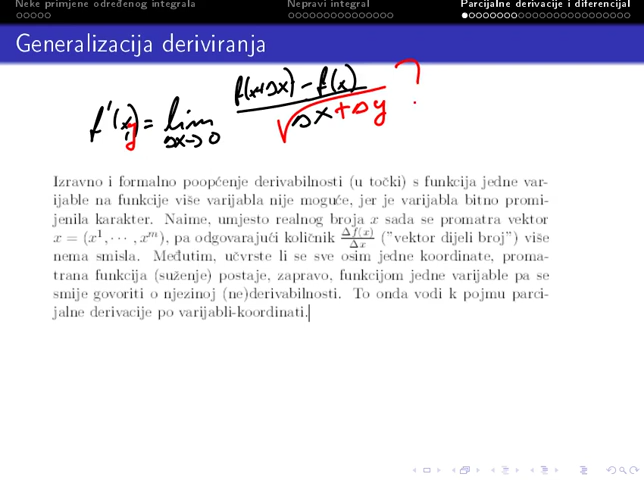 Neke primjene određenog integrala Nepravi integral Parcijalne derivacije i diferencijal
Generalizacija deriviranja
f(x+Δx) - f(x) ?
f'(x,y) = lim
√Δx+Δy
Δx→0
Izravno i formalno poopćenje derivabilnosti (u točki) s funkcija jedne var-
ijable na funkcije više varijabla nije moguće, jer je varijabla bitno promi-
jenila karakter. Naime, umjesto realnog broja x sada se promatra vektor
x = (x¹, ⋯ , xᵐ), pa odgovarajući količnik Δf(x)/Δx ("vektor dijeli broj") više
nema smisla. Međutim, učvrste li se sve osim jedne koordinate, proma-
trana funkcija (suženje) postaje, zapravo, funkcijom jedne varijable pa se
smije govoriti o njezinoj (ne)derivabilnosti. To onda vodi k pojmu parci-
jalne derivacije po varijabli-koordinati.